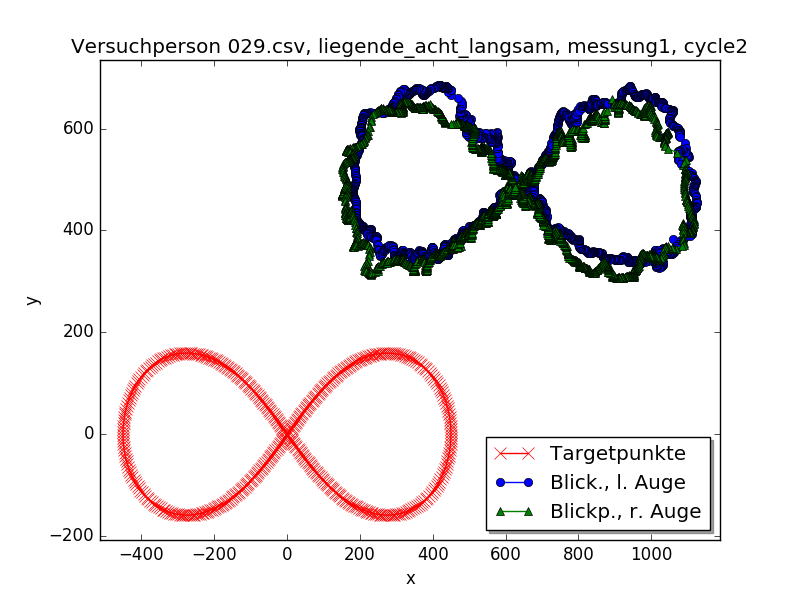 Versuchperson 029.csv, liegende_acht_langsam, messung1, cycle2
y
600
400
200
0
−200
−400
−200
0
200
400
600
800
1000
x
Targetpunkte
Blick., l. Auge
Blickp., r. Auge